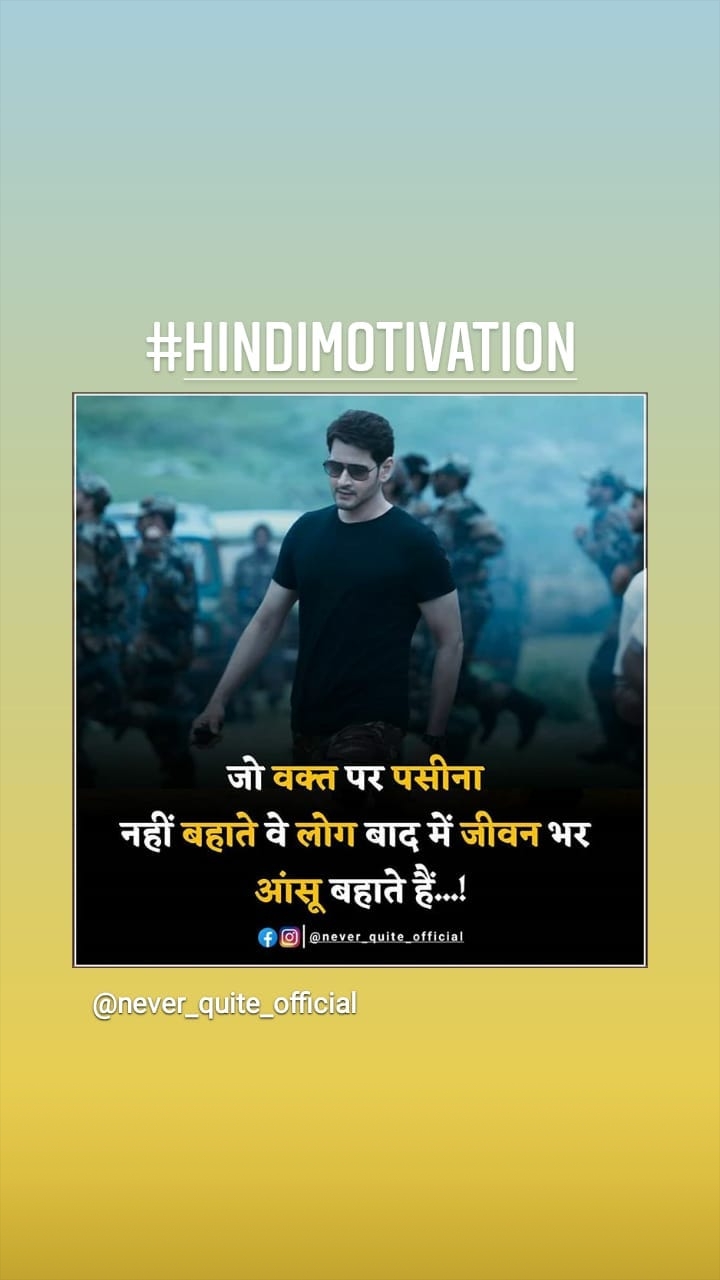 #HINDIMOTIVATION
जो वक्त पर पसीना
नहीं बहाते वे लोग बाद में जीवन भर
आंसू बहाते हैं...!
@never_quite_official
@never_quite_official